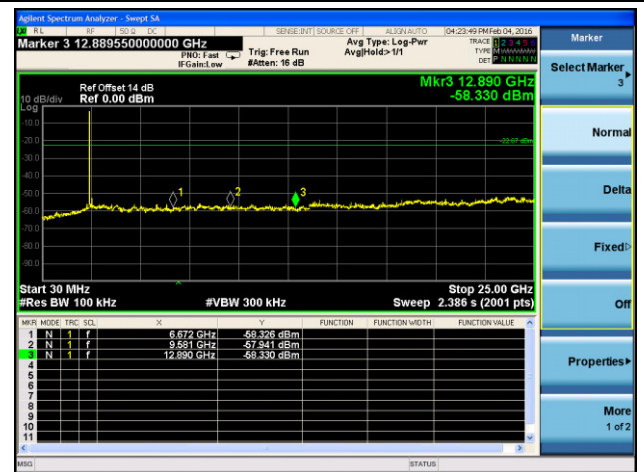 Agilent Spectrum Analyzer - Swept SA
RL RF 50 Ω DC SENSE:INT SOURCE OFF ALIGN AUTO 04:23:49 PM Feb 04, 2016
Marker 3 12.889550000000 GHz
PNO: Fast
IFGain:Low
Trig: Free Run
#Atten: 16 dB
Avg Type: Log-Pwr
Avg|Hold:>1/1
TRACE 1 2 3 4 5 6
TYPE M
DET P N N N N N
Ref Offset 14 dB
10 dB/div Ref 0.00 dBm
Log
Mkr3 12.890 GHz
-58.330 dBm
-10.0
-20.0
-22.67 dBm
-30.0
-40.0
-50.0
-60.0
-70.0
-80.0
-90.0
1
2
3
Start 30 MHz
Stop 25.00 GHz
#Res BW 100 kHz #VBW 300 kHz Sweep 2.386 s (2001 pts)
MKR MODE TRC SCL X Y FUNCTION FUNCTION WIDTH FUNCTION VALUE
1 N 1 f 6.672 GHz -58.326 dBm
2 N 1 f 9.581 GHz -57.941 dBm
3 N 1 f 12.890 GHz -58.330 dBm
4
5
6
7
8
9
10
11
MSG STATUS
Marker
Select Marker
3
Normal
Delta
Fixed
Off
Properties
More
1 of 2